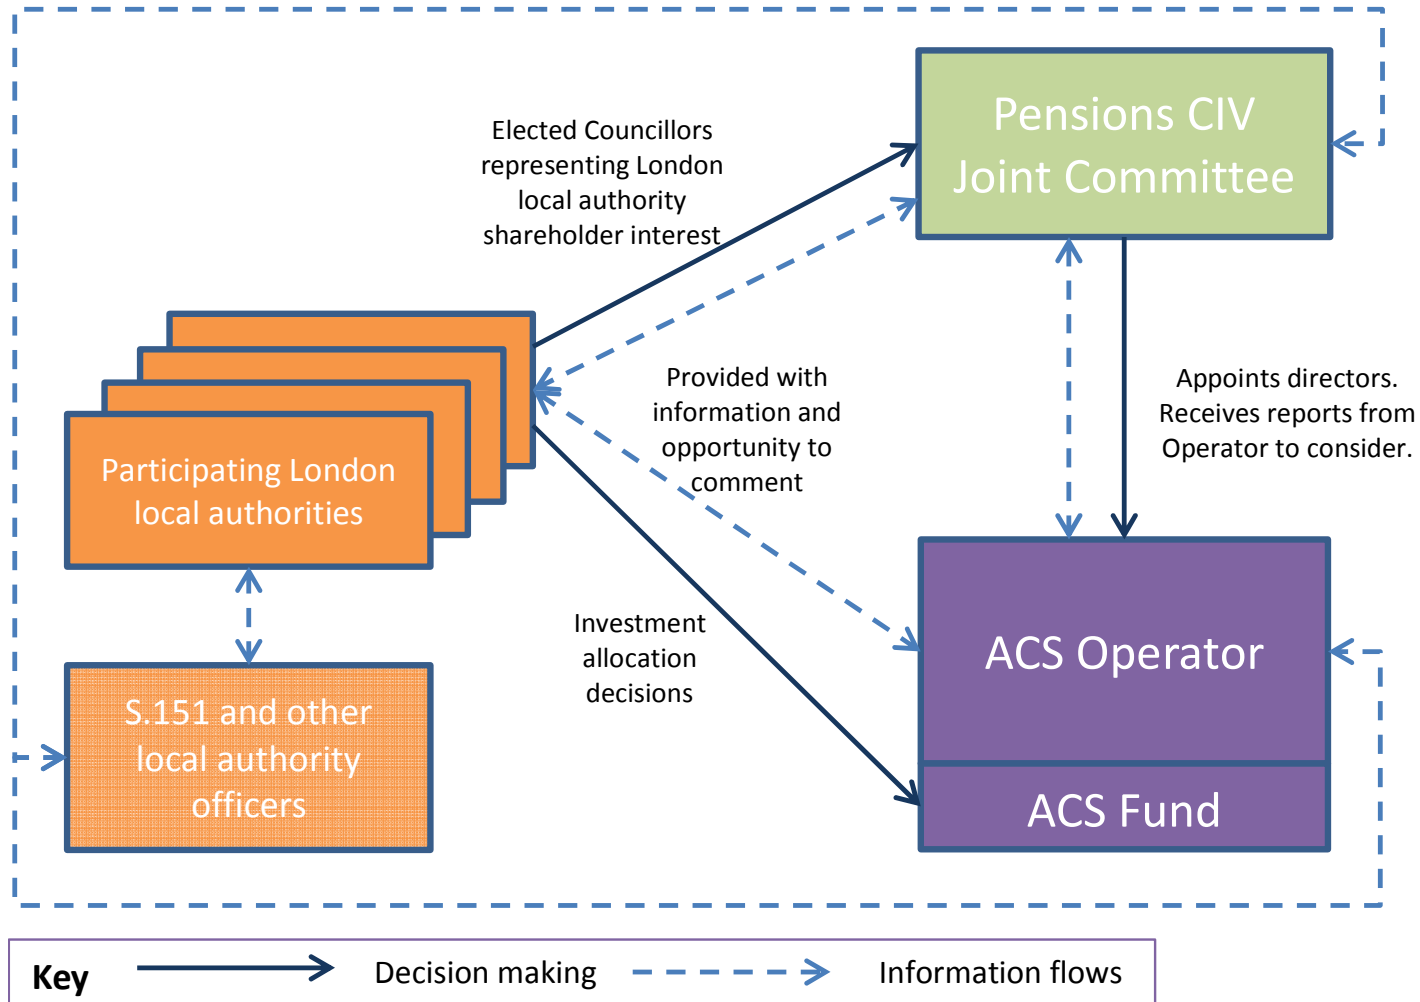 Pensions CIV
Joint Committee
Elected Councillors
representing London
local authority
shareholder interest
Provided with
information and
opportunity to
comment
Appoints directors.
Receives reports from
Operator to consider.
Participating London
local authorities
Investment
allocation
decisions
ACS Operator
S.151 and other
local authority
officers
ACS Fund
Key
Decision making
Information flows